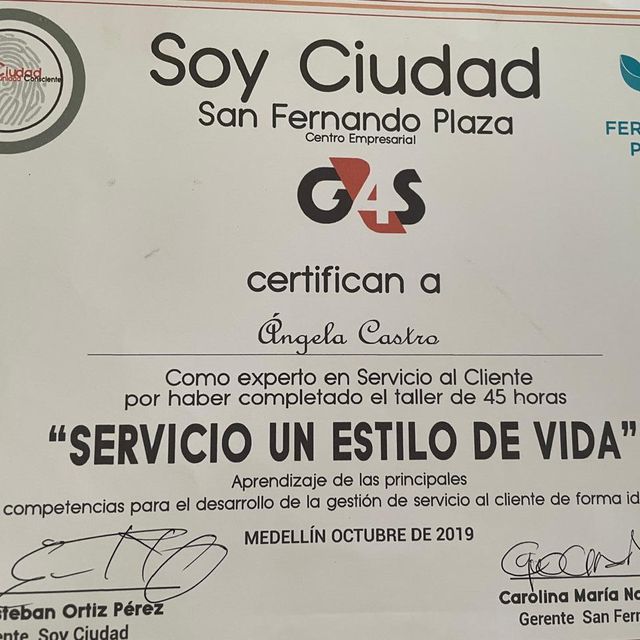 Ciudad
Consciente
Soy Ciudad
San Fernando Plaza
Centro Empresarial
G4S
certifican a
Ángela Castro
Como experto en Servicio al Cliente
por haber completado el taller de 45 horas
“SERVICIO UN ESTILO DE VIDA”
Aprendizaje de las principales
competencias para el desarrollo de la gestión de servicio al cliente de forma
MEDELLÍN OCTUBRE DE 2019
Ortiz Pérez
Soy Ciudad
Carolina María
Gerente San